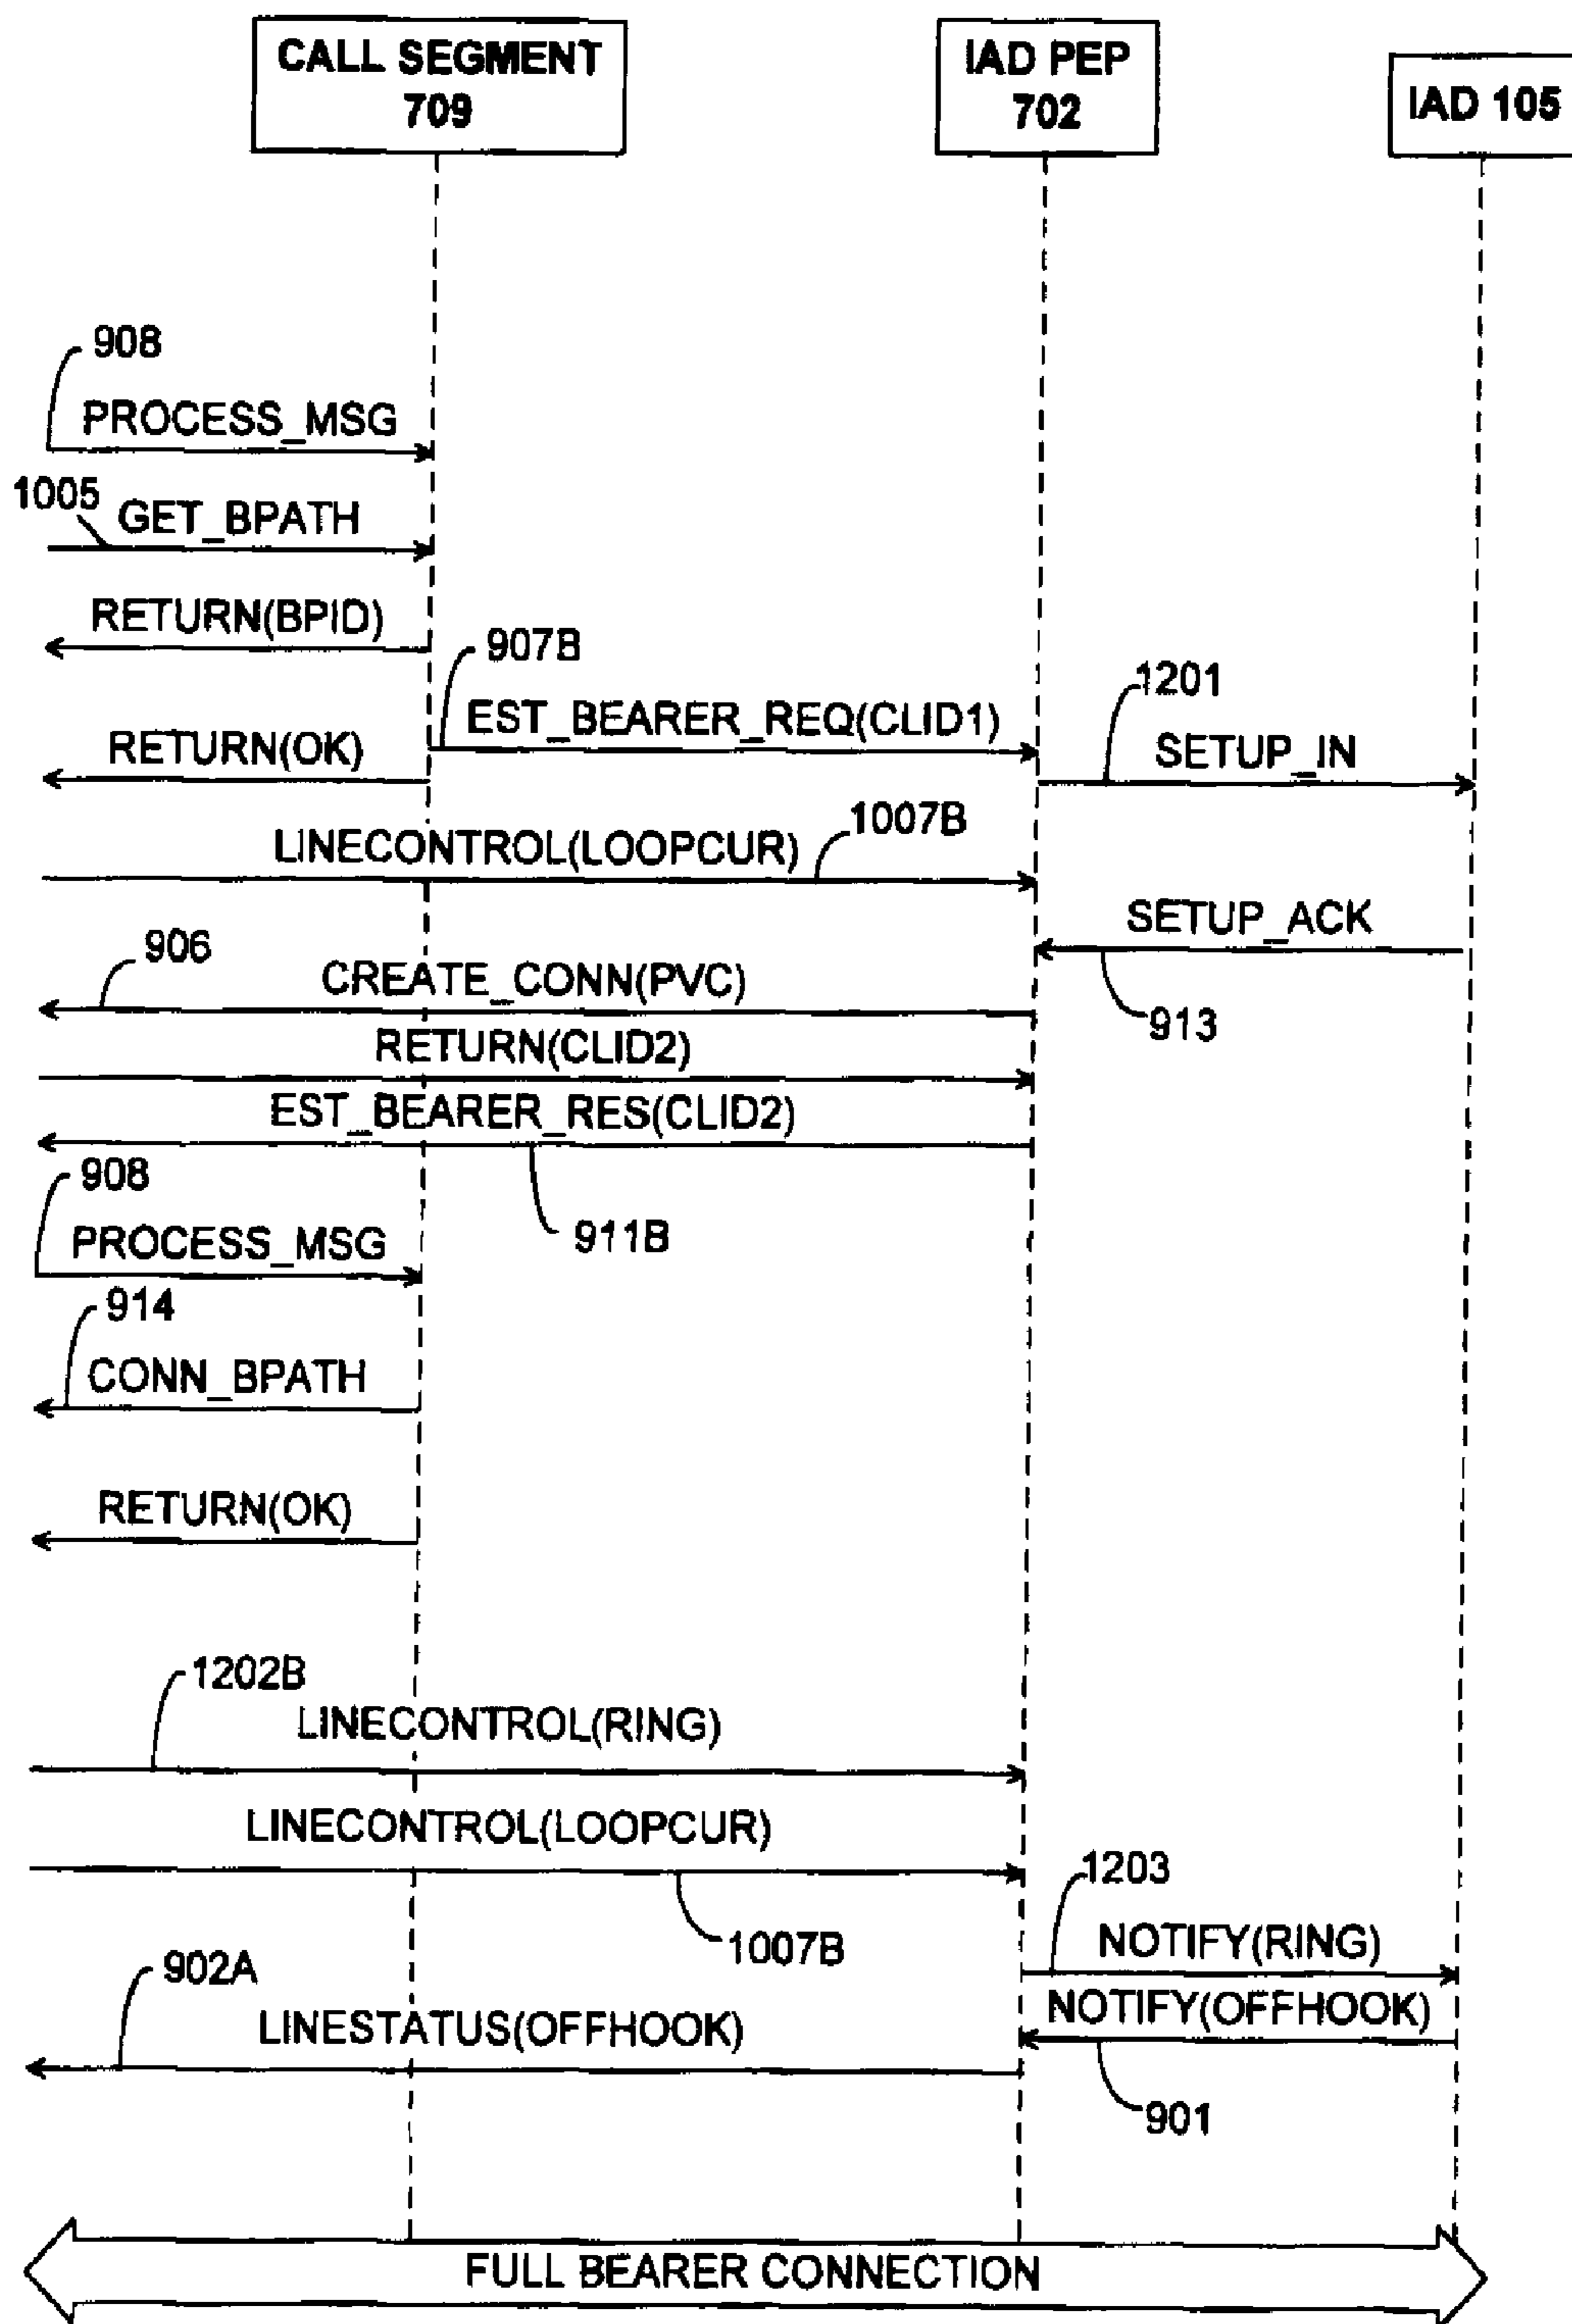 CALL SEGMENT
709
IAD PEP
702
IAD 105
908
PROCESS_MSG
1005
GET_BPATH
RETURN(BPID)
907B
EST_BEARER_REQ(CLID1)
1201
RETURN(OK)
SETUP_IN
1007B
LINECONTROL(LOOPCUR)
SETUP_ACK
906
CREATE_CONN(PVC)
913
RETURN(CLID2)
EST_BEARER_RES(CLID2)
908
911B
PROCESS_MSG
914
CONN_BPATH
RETURN(OK)
1202B
LINECONTROL(RING)
LINECONTROL(LOOPCUR)
1203
1007B
NOTIFY(RING)
902A
NOTIFY(OFFHOOK)
LINESTATUS(OFFHOOK)
901
FULL BEARER CONNECTION